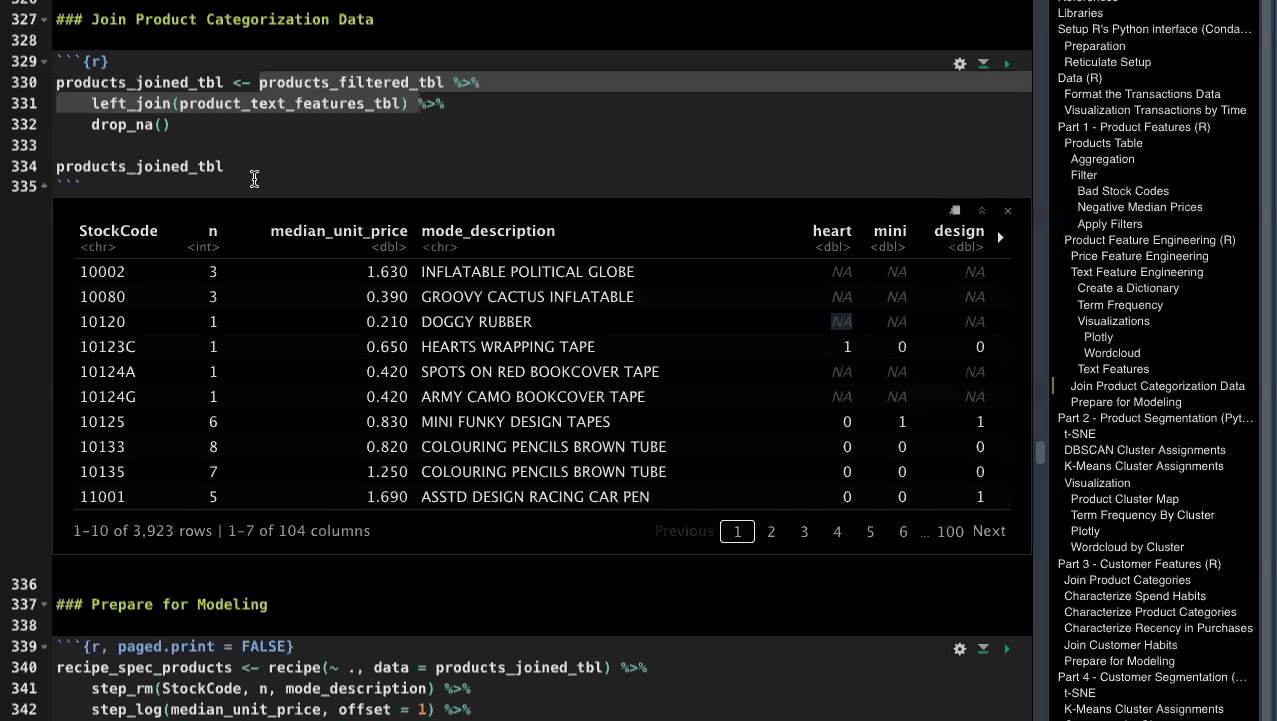 327 ### Join Product Categorization Data
328
329 ```{r}
330 products_joined_tbl <- products_filtered_tbl %>%
331 left_join(product_text_features_tbl) %>%
332 drop_na()
333
334 products_joined_tbl
335 ```
StockCode n median_unit_price mode_description heart mini design
<chr> <int> <dbl> <chr> <dbl> <dbl> <dbl>
10002 3 1.630 INFLATABLE POLITICAL GLOBE NA NA NA
10080 3 0.390 GROOVY CACTUS INFLATABLE NA NA NA
10120 1 0.210 DOGGY RUBBER NA NA NA
10123C 1 0.650 HEARTS WRAPPING TAPE 1 0 0
10124A 1 0.420 SPOTS ON RED BOOKCOVER TAPE NA NA NA
10124G 1 0.420 ARMY CAMO BOOKCOVER TAPE NA NA NA
10125 6 0.830 MINI FUNKY DESIGN TAPES 0 1 1
10133 8 0.820 COLOURING PENCILS BROWN TUBE 0 0 0
10135 7 1.250 COLOURING PENCILS BROWN TUBE 0 0 0
11001 5 1.690 ASSTD DESIGN RACING CAR PEN 0 0 1
1-10 of 3,923 rows | 1-7 of 104 columns Previous 1 2 3 4 5 6 ... 100 Next
336
337 ### Prepare for Modeling
338
339 ```{r, paged.print = FALSE}
340 recipe_spec_products <- recipe(~ ., data = products_joined_tbl) %>%
341 step_rm(StockCode, n, mode_description) %>%
342 step_log(median_unit_price, offset = 1) %>%
Libraries
Setup R's Python interface (Conda...
Preparation
Reticulate Setup
Data (R)
Format the Transactions Data
Visualization Transactions by Time
Part 1 - Product Features (R)
Products Table
Aggregation
Filter
Bad Stock Codes
Negative Median Prices
Apply Filters
Product Feature Engineering (R)
Price Feature Engineering
Text Feature Engineering
Create a Dictionary
Term Frequency
Visualizations
Plotly
Wordcloud
Text Features
Join Product Categorization Data
Prepare for Modeling
Part 2 - Product Segmentation (Pyt...
t-SNE
DBSCAN Cluster Assignments
K-Means Cluster Assignments
Visualization
Product Cluster Map
Term Frequency By Cluster
Plotly
Wordcloud by Cluster
Part 3 - Customer Features (R)
Join Product Categories
Characterize Spend Habits
Characterize Product Categories
Characterize Recency in Purchases
Join Customer Habits
Prepare for Modeling
Part 4 - Customer Segmentation (...
t-SNE
K-Means Cluster Assignments